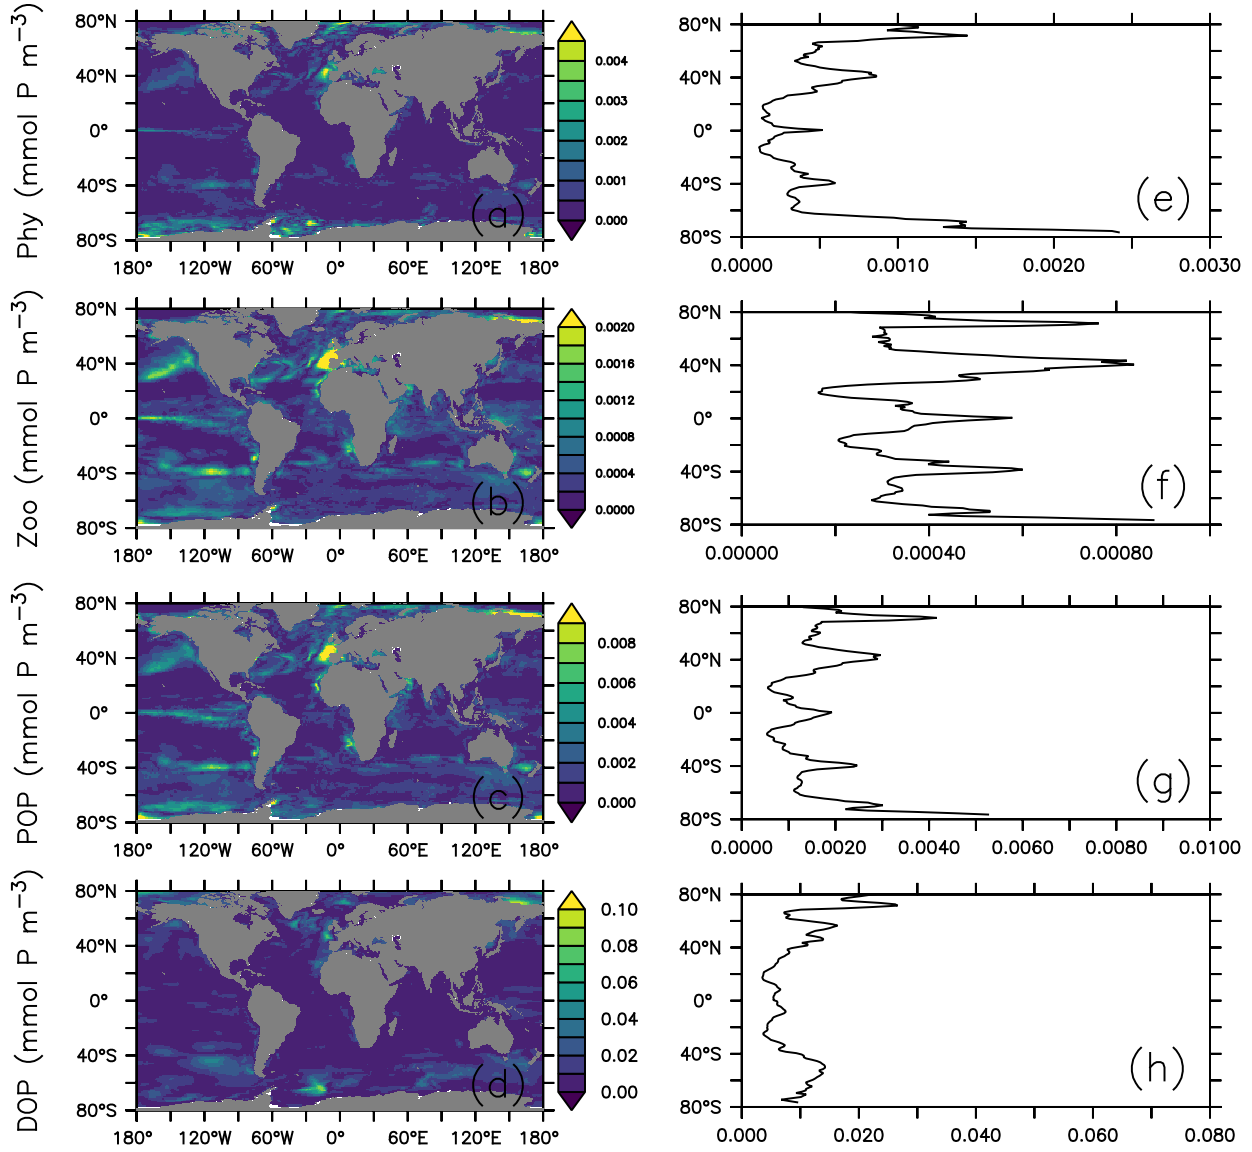 Phy (mmol P m⁻³)
80°N
40°N
0°
40°S
80°S
180° 120°W 60°W 0° 60°E 120°E 180°
(a)
0.004
0.003
0.002
0.001
0.000
80°N
40°N
0°
40°S
80°S
0.0000 0.0010 0.0020 0.0030
(e)
Zoo (mmol P m⁻³)
80°N
40°N
0°
40°S
80°S
180° 120°W 60°W 0° 60°E 120°E 180°
(b)
0.0020
0.0016
0.0012
0.0008
0.0004
0.0000
80°N
40°N
0°
40°S
80°S
0.00000 0.00040 0.00080
(f)
POP (mmol P m⁻³)
80°N
40°N
0°
40°S
80°S
180° 120°W 60°W 0° 60°E 120°E 180°
(c)
0.008
0.006
0.004
0.002
0.000
80°N
40°N
0°
40°S
80°S
0.0000 0.0020 0.0040 0.0060 0.0080 0.0100
(g)
DOP (mmol P m⁻³)
80°N
40°N
0°
40°S
80°S
180° 120°W 60°W 0° 60°E 120°E 180°
(d)
0.10
0.08
0.06
0.04
0.02
0.00
80°N
40°N
0°
40°S
80°S
0.000 0.020 0.040 0.060 0.080
(h)